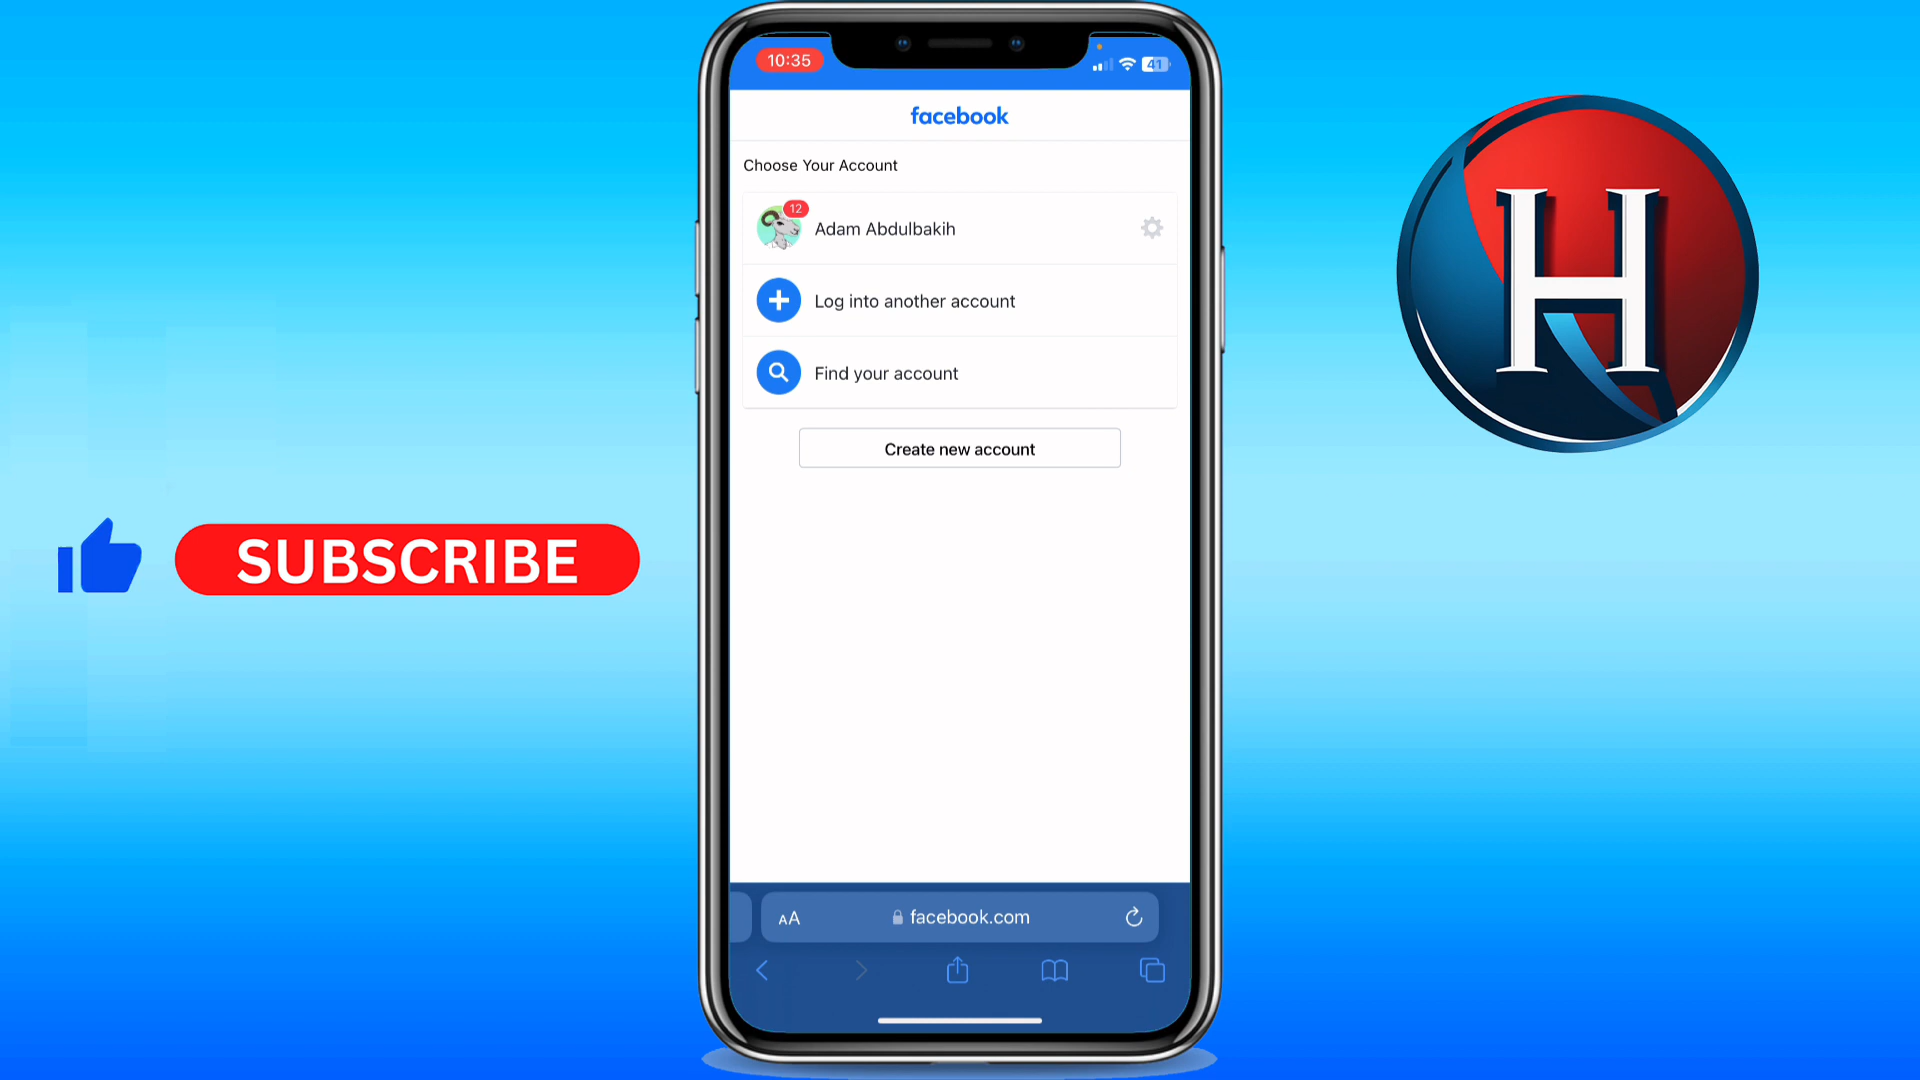 10:35
41
facebook
Choose Your Account
12
Adam Abdulbakih
Log into another account
Find your account
Create new account
SUBSCRIBE
H
AA
facebook.com